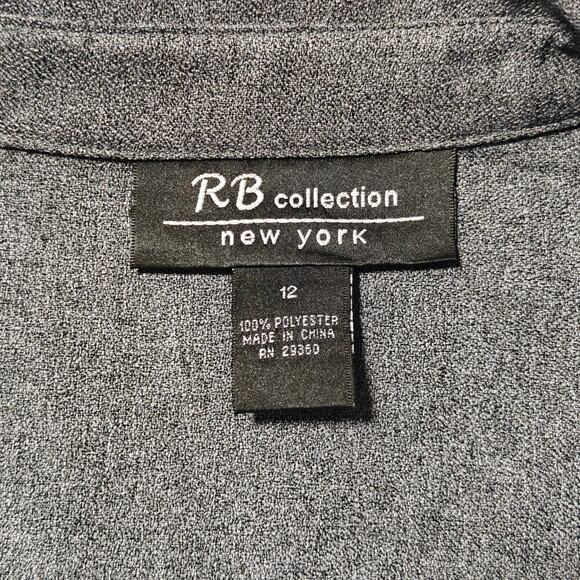 RB collection
new york
12
100% POLYESTER
MADE IN CHINA
RN 29360